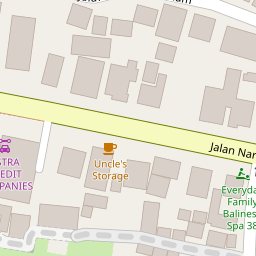 Jalan Nar
Uncle's
Storage
STRA
EDIT
PANIES
Everyda
Family
Balines
Spa 38